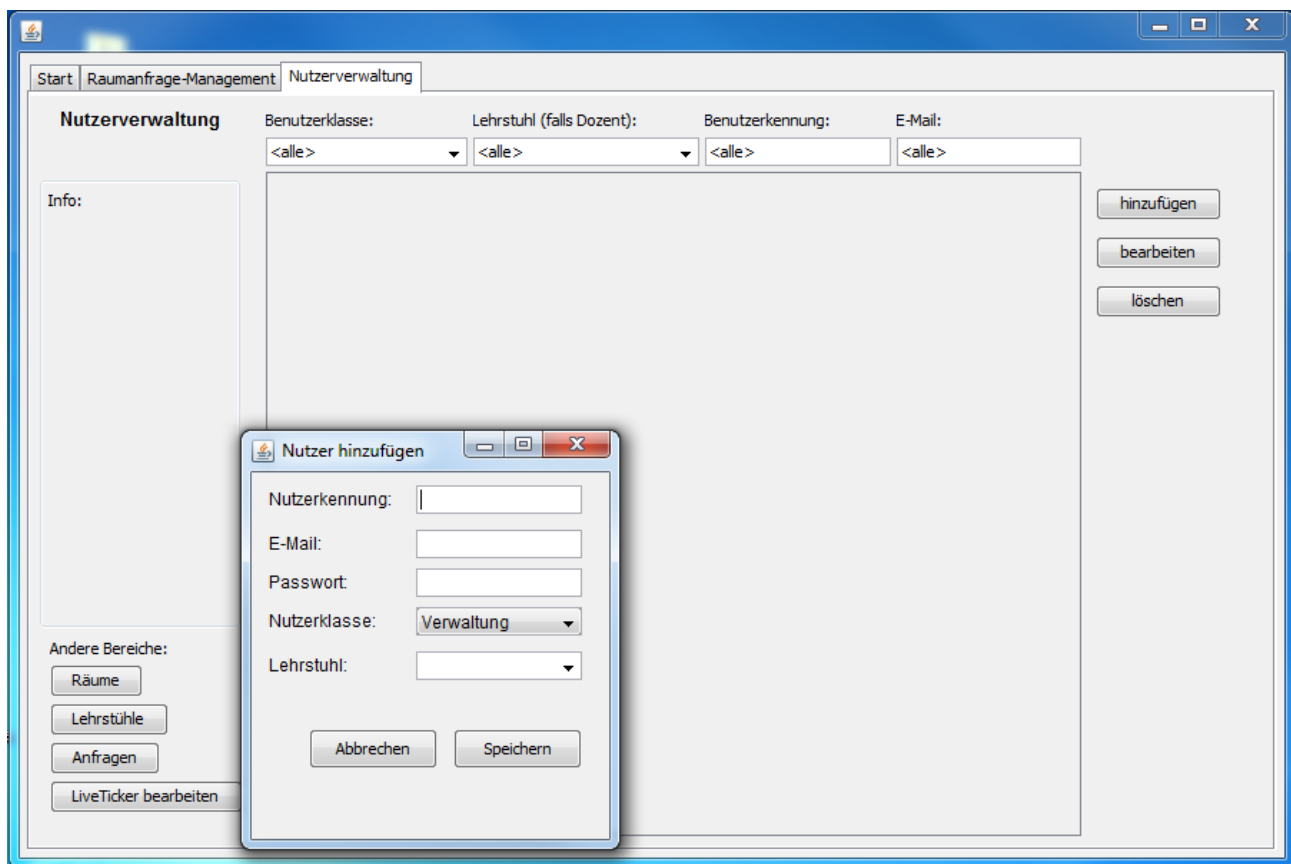 Start Raumanfrage-Management Nutzerverwaltung
Nutzerverwaltung
Benutzerklasse: Lehrstuhl (falls Dozent): Benutzerkennung: E-Mail:
<alle> <alle> <alle> <alle>
Info:
hinzufügen
bearbeiten
löschen
Nutzer hinzufügen
Nutzerkennung:
E-Mail:
Passwort:
Nutzerklasse: Verwaltung
Lehrstuhl:
Abbrechen Speichern
Andere Bereiche:
Räume
Lehrstühle
Anfragen
LiveTicker bearbeiten